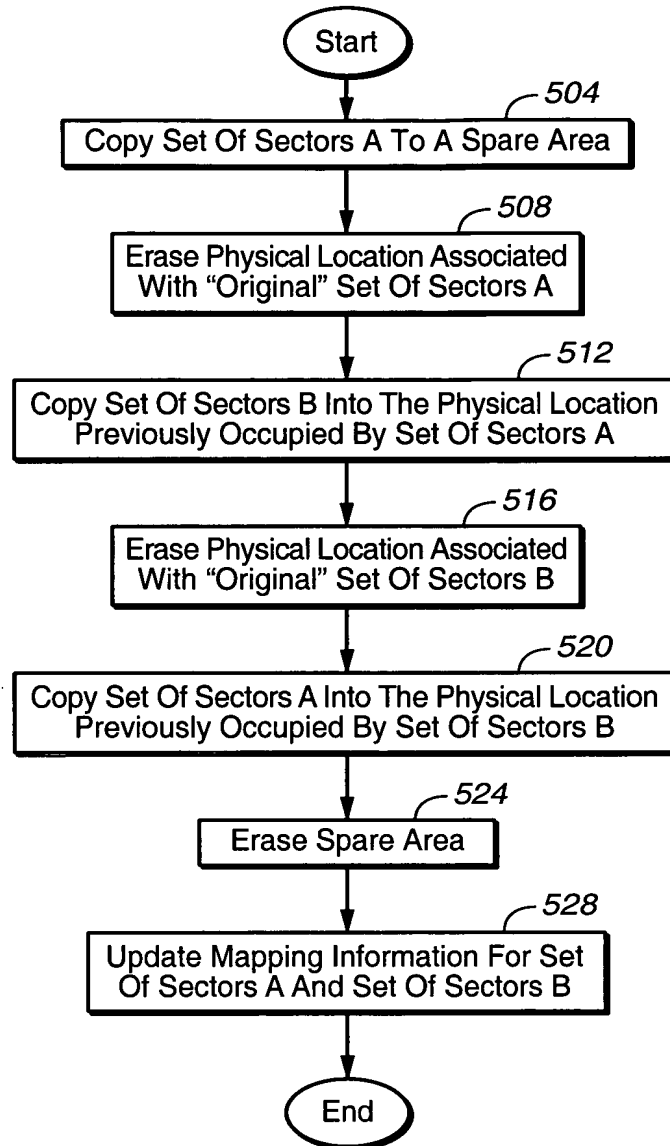 Start
504
Copy Set Of Sectors A To A Spare Area
508
Erase Physical Location Associated
With “Original” Set Of Sectors A
512
Copy Set Of Sectors B Into The Physical Location
Previously Occupied By Set Of Sectors A
516
Erase Physical Location Associated
With “Original” Set Of Sectors B
520
Copy Set Of Sectors A Into The Physical Location
Previously Occupied By Set Of Sectors B
524
Erase Spare Area
528
Update Mapping Information For Set
Of Sectors A And Set Of Sectors B
End